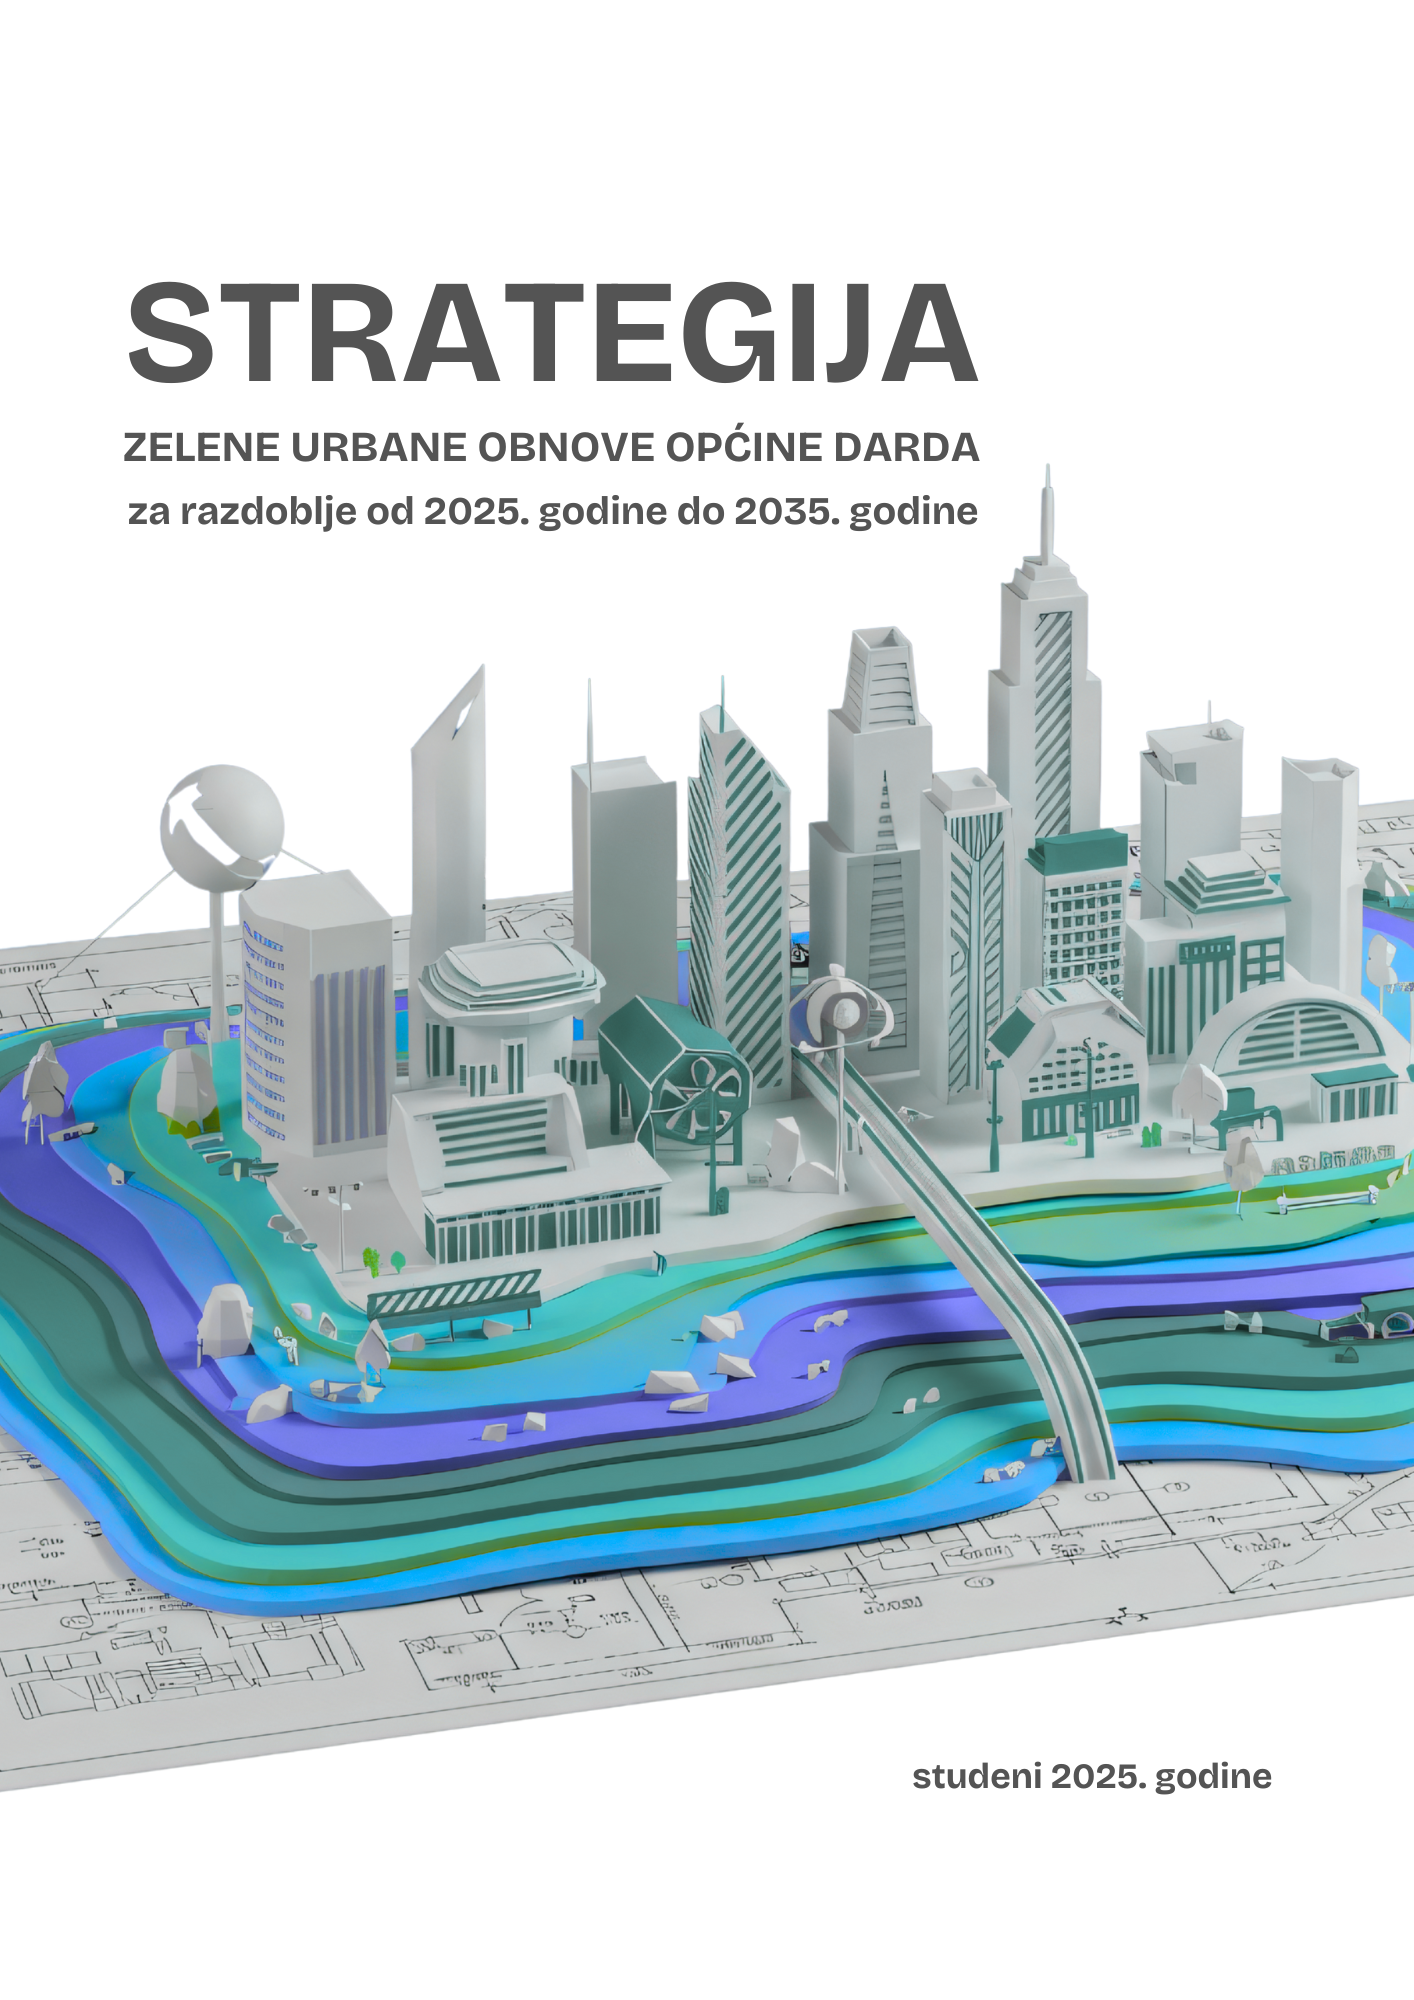 STRATEGIJA
ZELENE URBANE OBNOVE OPĆINE DARDA
za razdoblje od 2025. godine do 2035. godine
studeni 2025. godine